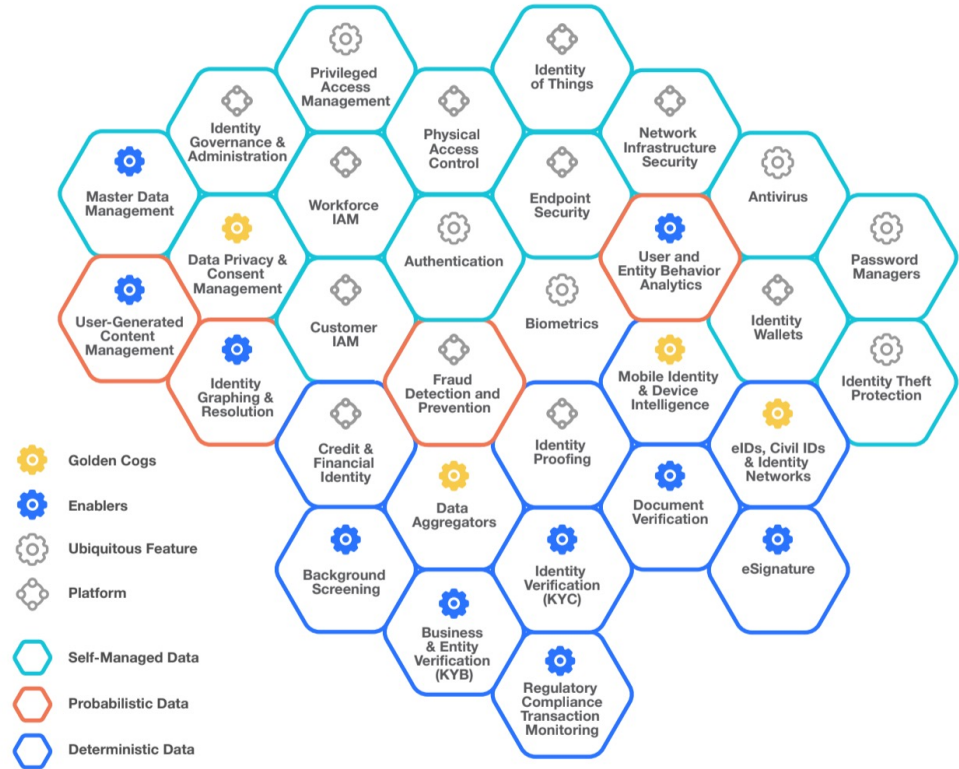 Privileged
Access
Management
Identity
of Things
Identity
Governance &
Administration
Physical
Access
Control
Network
Infrastructure
Security
Master Data
Management
Workforce
IAM
Endpoint
Security
Antivirus
Data Privacy &
Consent
Management
Authentication
User and
Entity Behavior
Analytics
Password
Managers
User-Generated
Content
Management
Customer
IAM
Biometrics
Identity
Wallets
Identity
Graphing &
Resolution
Fraud
Detection and
Prevention
Mobile Identity
& Device
Intelligence
Identity Theft
Protection
Credit &
Financial
Identity
Identity
Proofing
eIDs, Civil IDs
& Identity
Networks
Data
Aggregators
Document
Verification
Background
Screening
Identity
Verification
(KYC)
eSignature
Business
& Entity
Verification
(KYB)
Regulatory
Compliance
Transaction
Monitoring
Golden Cogs
Enablers
Ubiquitous Feature
Platform
Self-Managed Data
Probabilistic Data
Deterministic Data